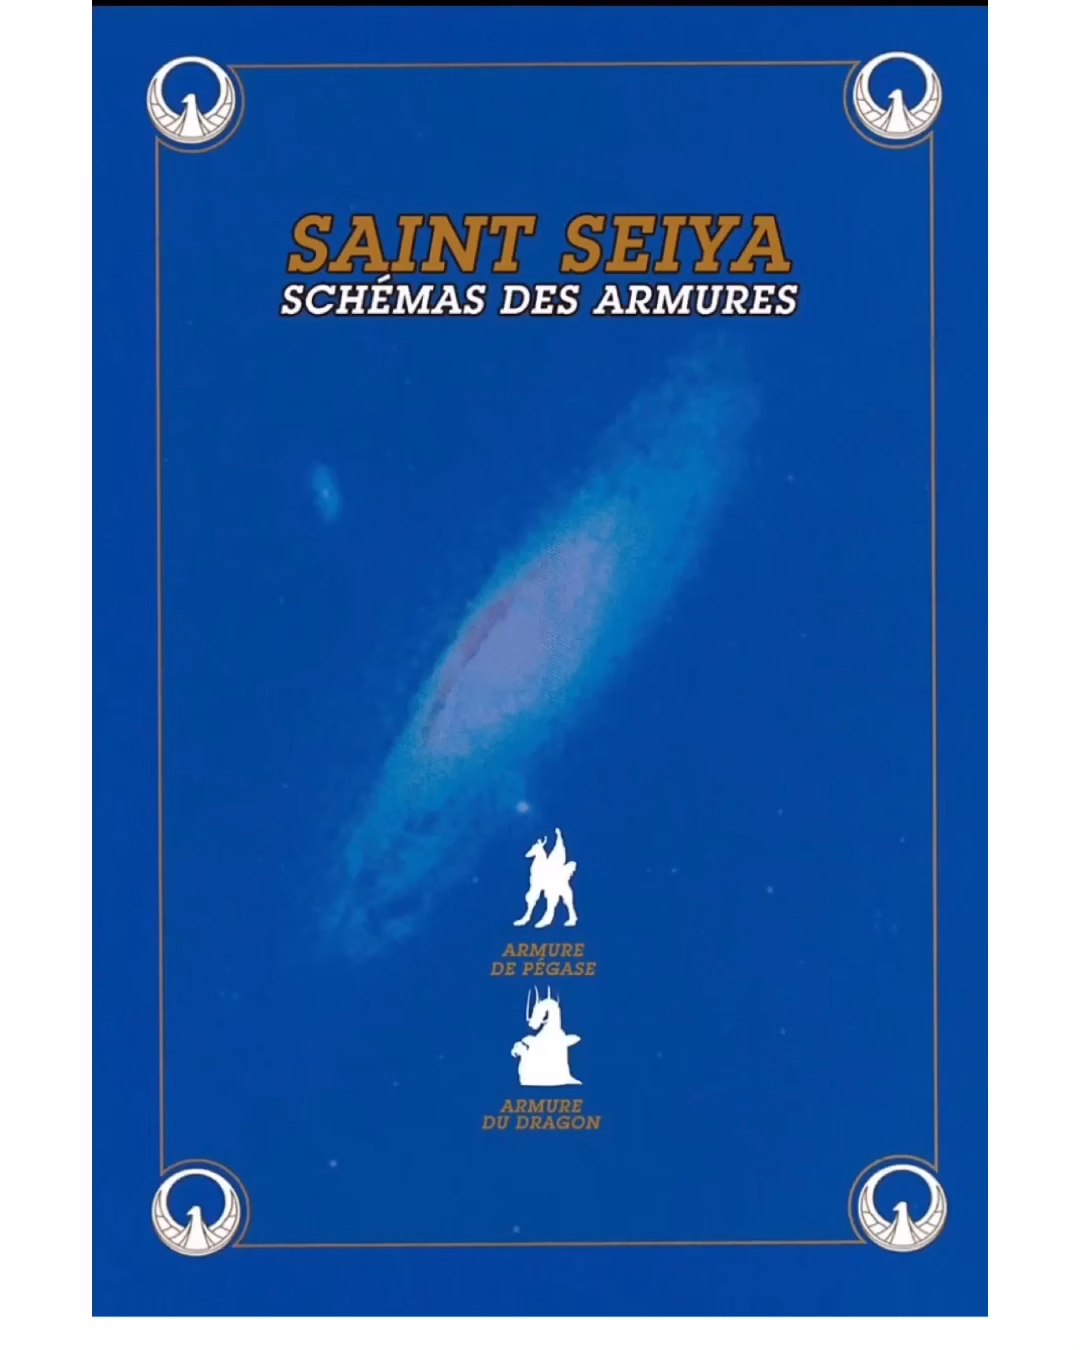 SAINT SEIYA
SCHÉMAS DES ARMURES
ARMURE
DE PÉGASE
ARMURE
DU DRAGON